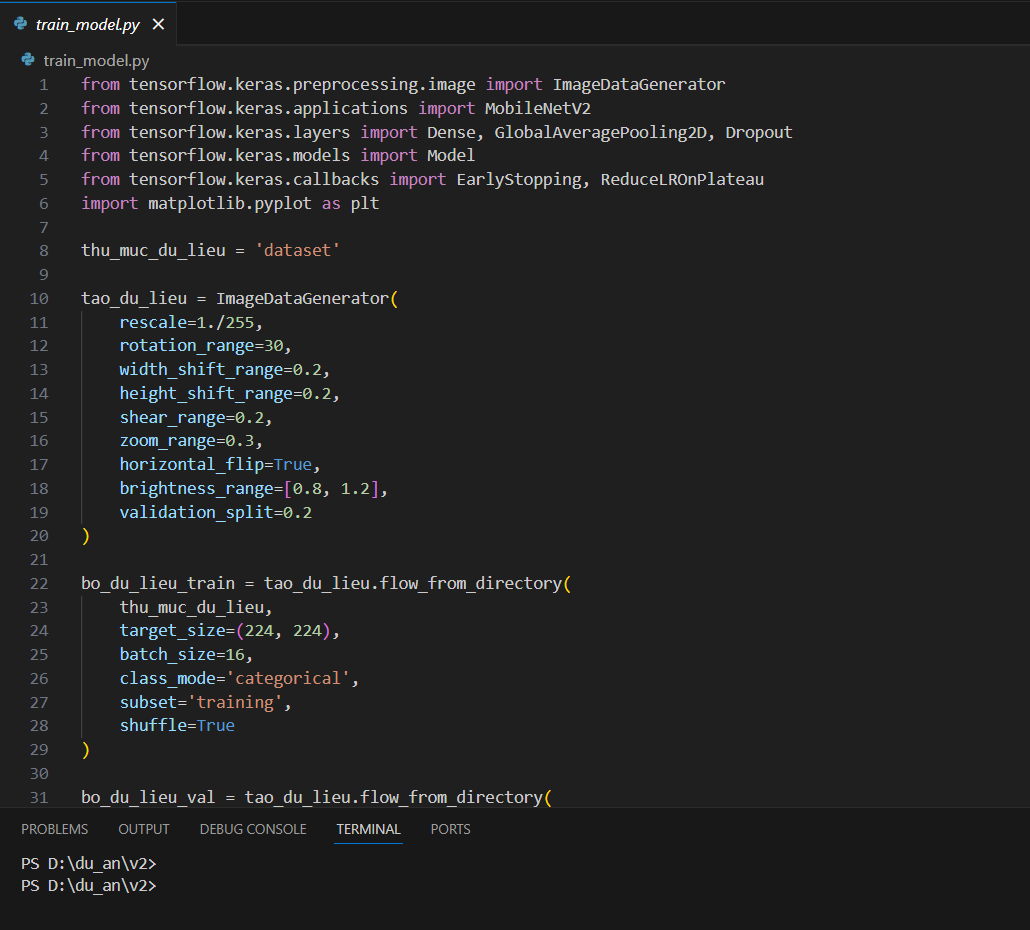 train_model.py
train_model.py
1 from tensorflow.keras.preprocessing.image import ImageDataGenerator
2 from tensorflow.keras.applications import MobileNetV2
3 from tensorflow.keras.layers import Dense, GlobalAveragePooling2D, Dropout
4 from tensorflow.keras.models import Model
5 from tensorflow.keras.callbacks import EarlyStopping, ReduceLROnPlateau
6 import matplotlib.pyplot as plt
7
8 thu_muc_du_lieu = 'dataset'
9
10 tao_du_lieu = ImageDataGenerator(
11     rescale=1./255,
12     rotation_range=30,
13     width_shift_range=0.2,
14     height_shift_range=0.2,
15     shear_range=0.2,
16     zoom_range=0.3,
17     horizontal_flip=True,
18     brightness_range=[0.8, 1.2],
19     validation_split=0.2
20 )
21
22 bo_du_lieu_train = tao_du_lieu.flow_from_directory(
23     thu_muc_du_lieu,
24     target_size=(224, 224),
25     batch_size=16,
26     class_mode='categorical',
27     subset='training',
28     shuffle=True
29 )
30
31 bo_du_lieu_val = tao_du_lieu.flow_from_directory(
PROBLEMS OUTPUT DEBUG CONSOLE TERMINAL PORTS
PS D:\du_an\v2>
PS D:\du_an\v2>